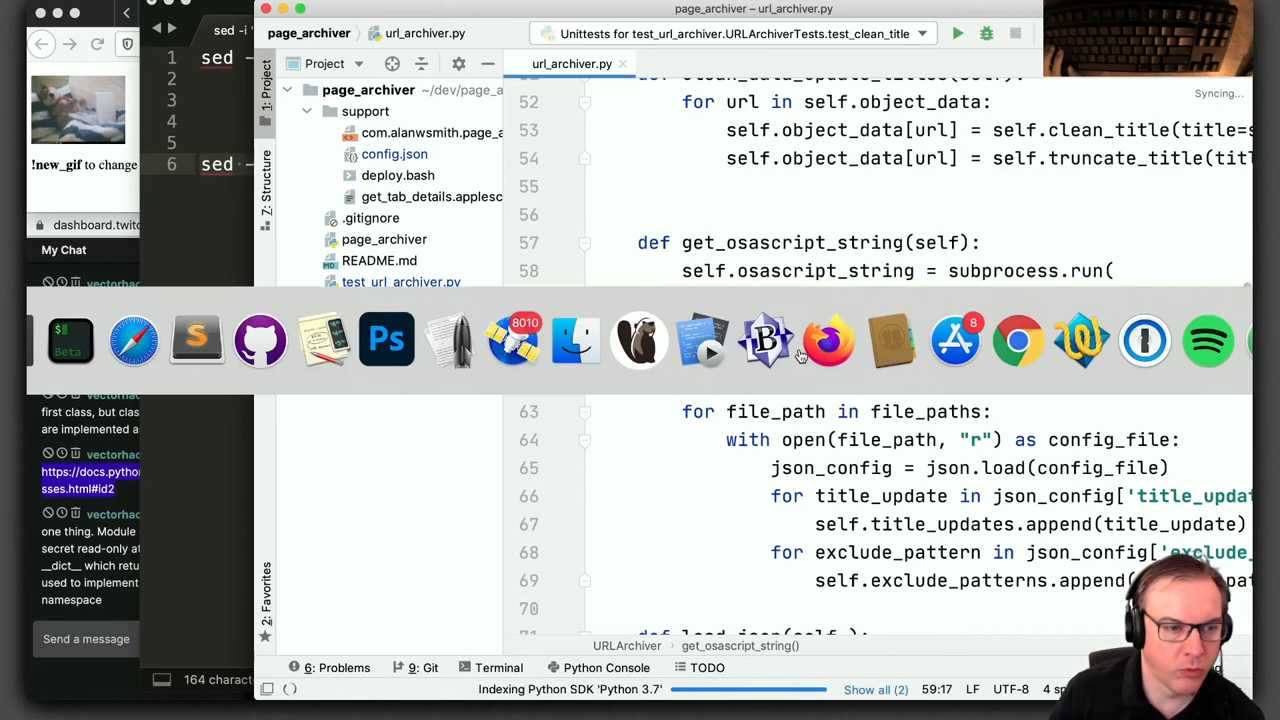 page_archiver – url_archiver.py
page_archiver
url_archiver.py
Unittests for test_url_archiver.URLArchiverTests.test_clean_title
sed -i '
1 sed
2
3
4
5
6 sed
164 charact
!new_gif to change
dashboard.twitc
My Chat
vectorhac
first class, but clas
are implemented a
vectorhac
https://docs.pytho
sses.html#id2
vectorhac
one thing. Module
secret read-only at
__dict__ which retu
used to implement
namespace
Send a message
1: Project
7: Structure
2: Favorites
Project
page_archiver ~/dev/page_a
support
com.alanwsmith.page_a
config.json
deploy.bash
get_tab_details.applesc
.gitignore
page_archiver
README.md
test_url_archiver.py
url_archiver.py
Syncing...
52 for url in self.object_data:
53 self.object_data[url] = self.clean_title(title=s
54 self.object_data[url] = self.truncate_title(tit
55
56
57 def get_osascript_string(self):
58 self.osascript_string = subprocess.run(
$
Beta
S
Ps
8010
B
8
63 for file_path in file_paths:
64 with open(file_path, "r") as config_file:
65 json_config = json.load(config_file)
66 for title_update in json_config['title_updat
67 self.title_updates.append(title_update)
68 for exclude_pattern in json_config['exclude_
69 self.exclude_patterns.append(
70
URLArchiver
get_osascript_string()
6: Problems
9: Git
Terminal
Python Console
TODO
Indexing Python SDK 'Python 3.7'
Show all (2)
59:17
LF
UTF-8
4 s